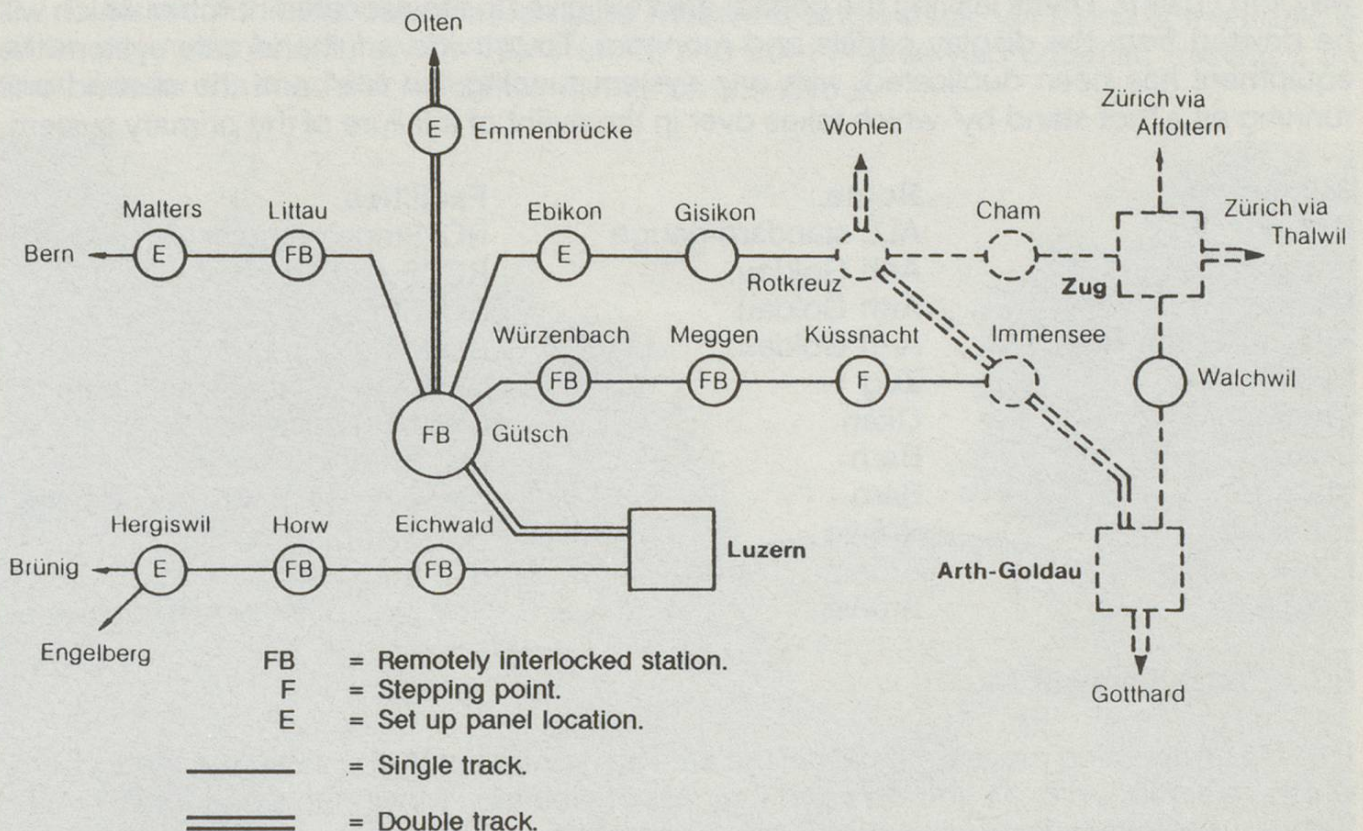 Olten
E
Emmenbrücke
Wohlen
Zürich via
Affoltern
Malters
Littau
Ebikon
Gisikon
Cham
Zürich via
Thalwil
Bern
E
FB
E
Rotkreuz
Zug
Würzenbach
Meggen
Küssnacht
Immensee
FB
FB
F
Walchwil
FB
Gütsch
Hergiswil
Horw
Eichwald
Luzern
Brünig
E
FB
FB
Arth-Goldau
Engelberg
Gotthard
FB = Remotely interlocked station.
F = Stepping point.
E = Set up panel location.
= Single track.
= Double track.